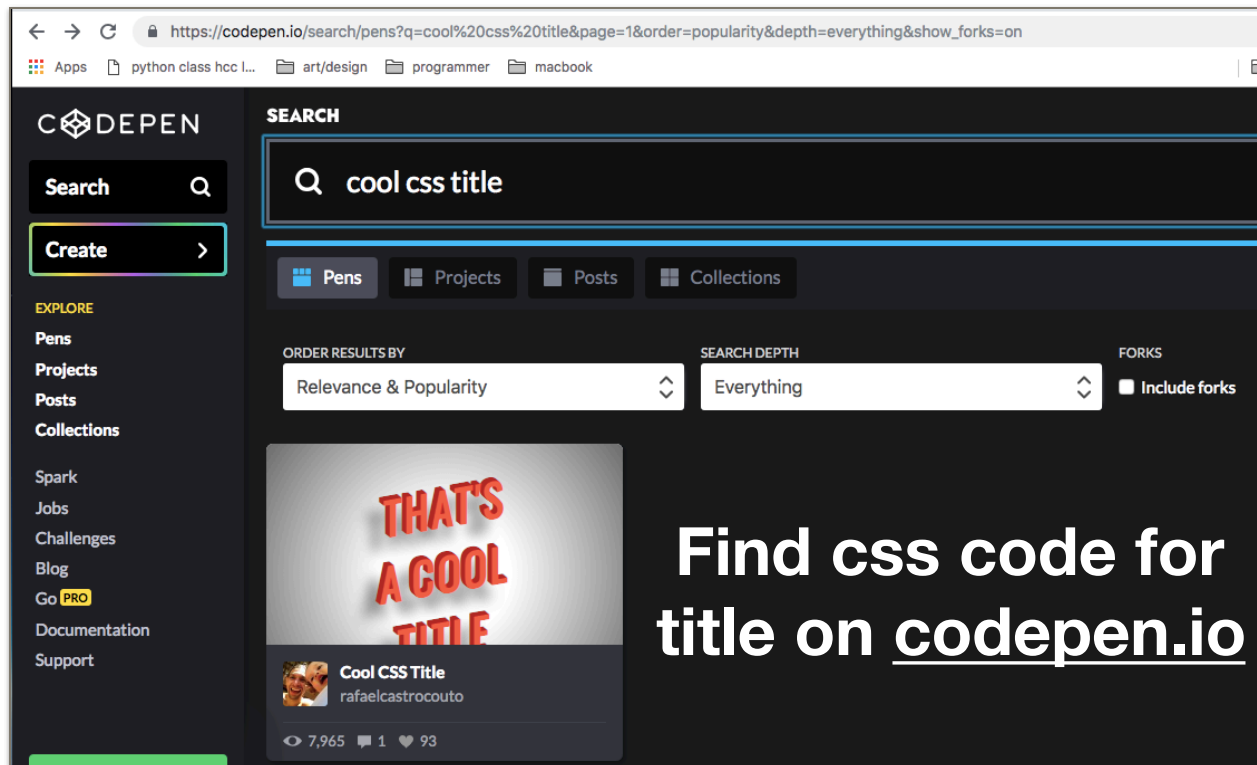 https://codepen.io/search/pens?q=cool%20css%20title&page=1&order=popularity&depth=everything&show_forks=on
Apps python class hcc l... art/design programmer macbook
CODEPEN
Search
Create
EXPLORE
Pens
Projects
Posts
Collections
Spark
Jobs
Challenges
Blog
Go PRO
Documentation
Support
SEARCH
cool css title
Pens Projects Posts Collections
ORDER RESULTS BY SEARCH DEPTH FORKS
Relevance & Popularity Everything Include forks
THAT'S
A COOL
TITLE
Cool CSS Title
rafaelcastrocouto
7,965 1 93
Find css code for
title on codepen.io